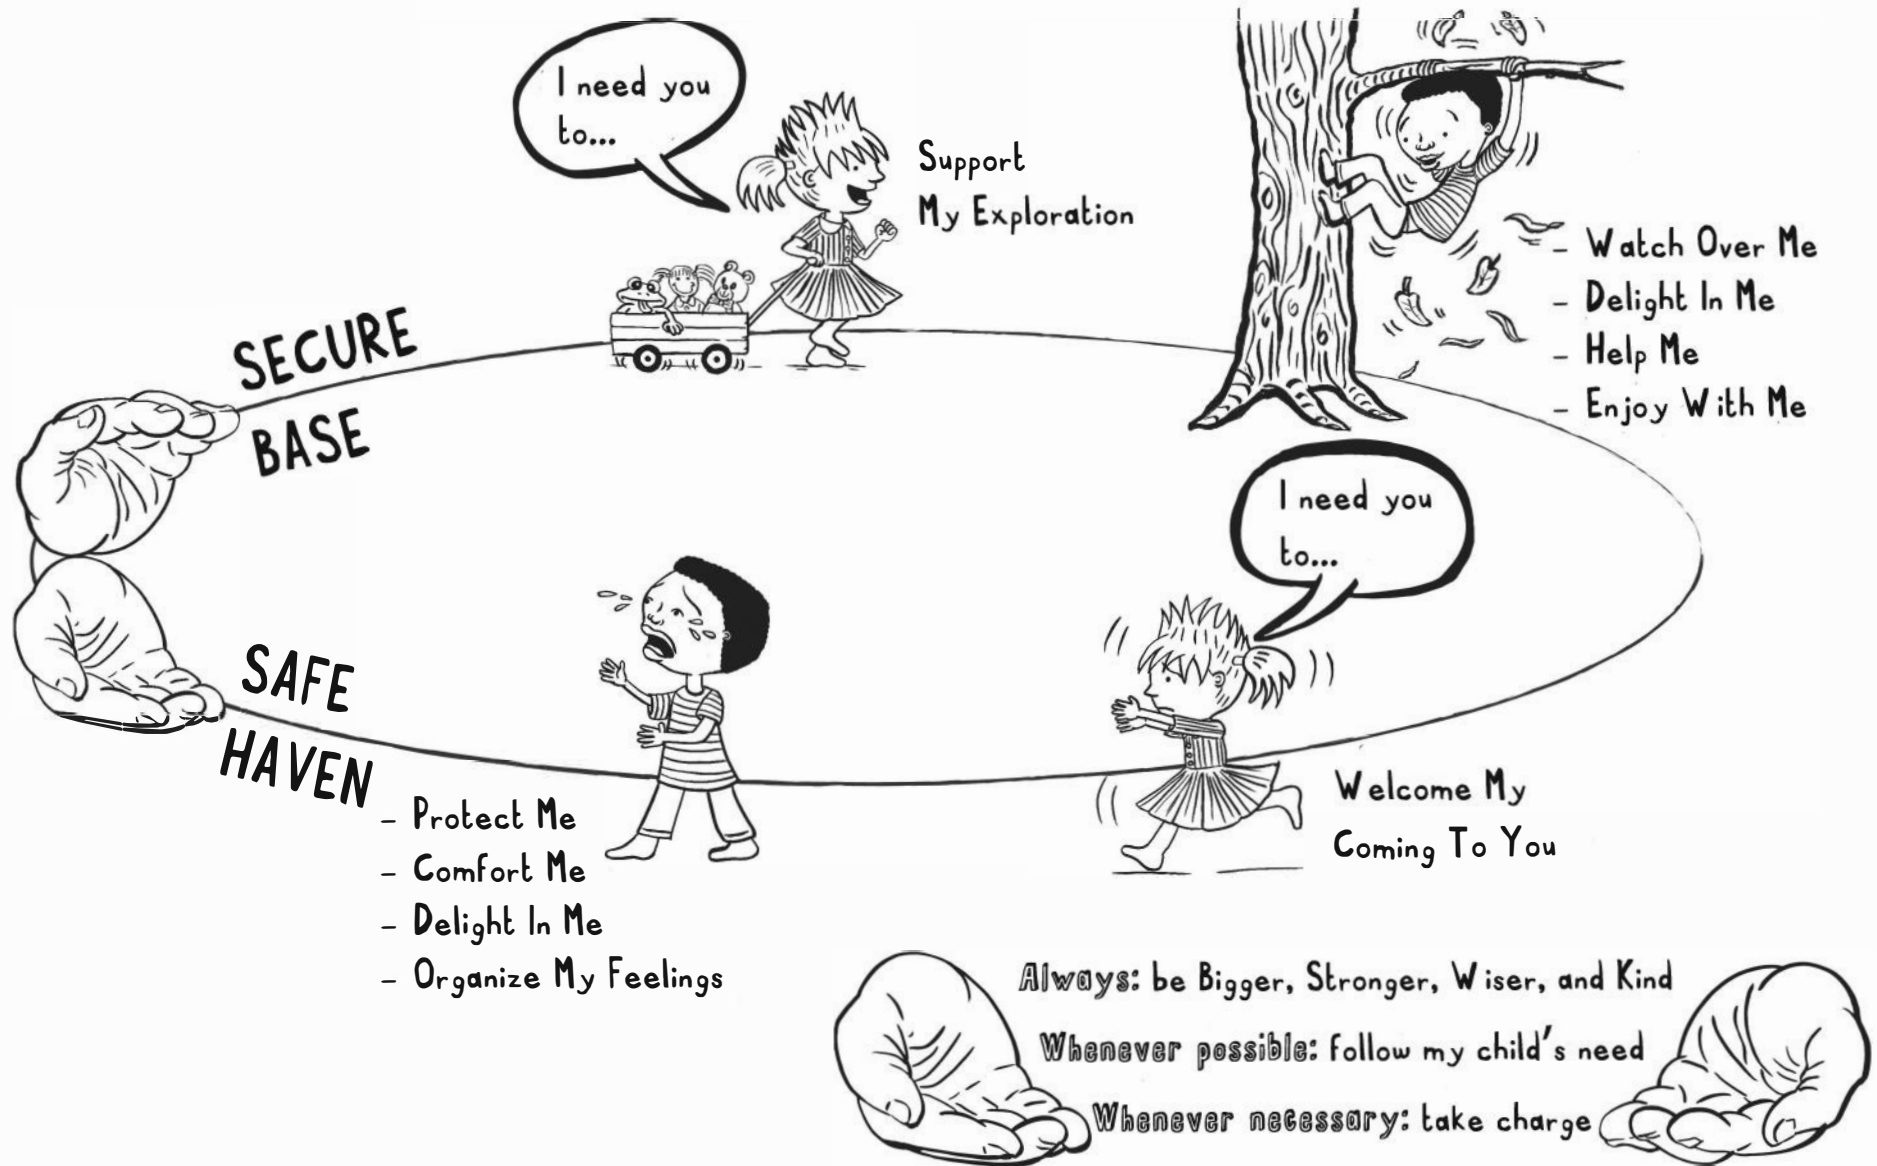 I need you
to...
Support
My Exploration
- Watch Over Me
- Delight In Me
- Help Me
- Enjoy With Me
SECURE
BASE
I need you
to...
Welcome My
Coming To You
SAFE
HAVEN
- Protect Me
- Comfort Me
- Delight In Me
- Organize My Feelings
Always: be Bigger, Stronger, Wiser, and Kind
Whenever possible: follow my child's need
Whenever necessary: take charge